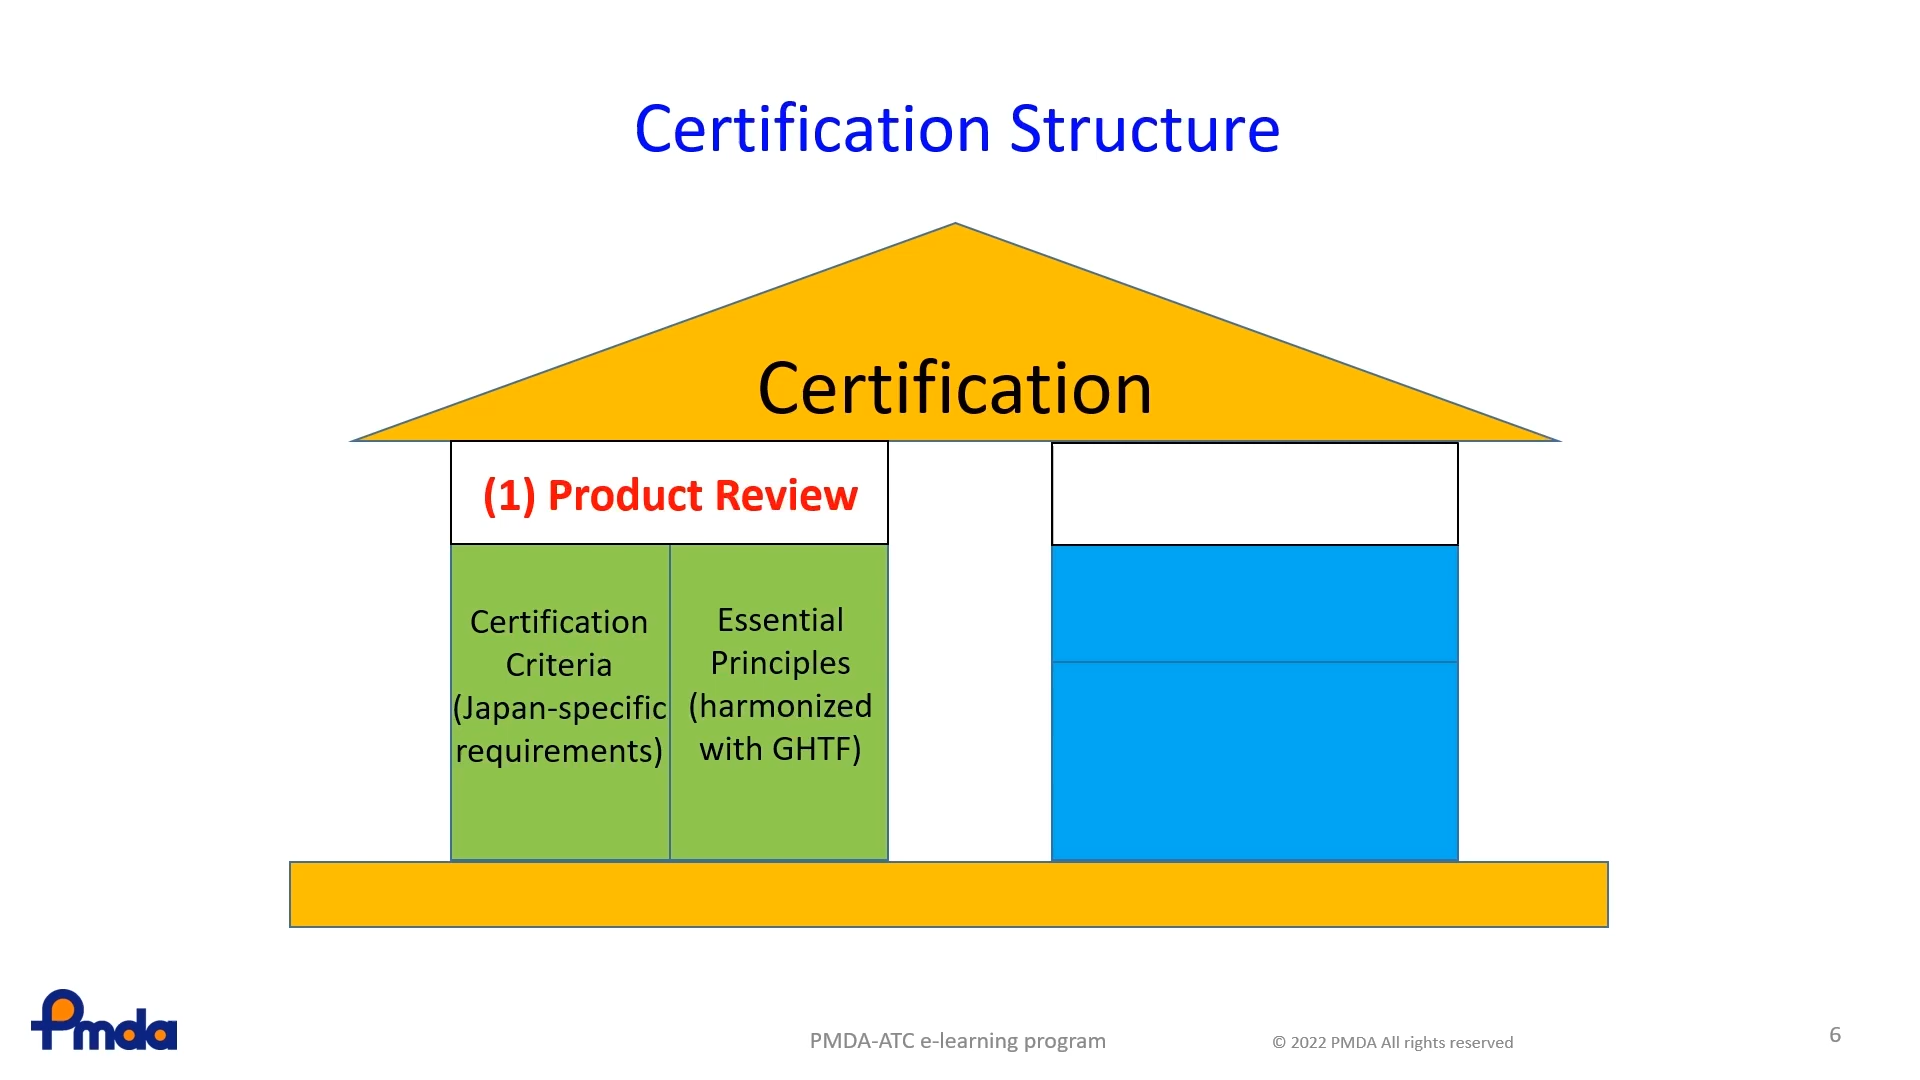 Certification Structure
Certification
(1) Product Review
Certification
Criteria
(Japan-specific
requirements)
Essential
Principles
(harmonized
with GHTF)
Pmda
PMDA-ATC e-learning program
© 2022 PMDA All rights reserved
6